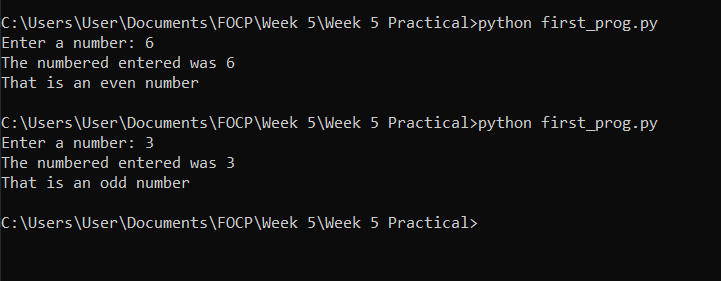 C:\Users\User\Documents\FOCP\Week 5\Week 5 Practical>python first_prog.py
Enter a number: 6
The numbered entered was 6
That is an even number
C:\Users\User\Documents\FOCP\Week 5\Week 5 Practical>python first_prog.py
Enter a number: 3
The numbered entered was 3
That is an odd number
C:\Users\User\Documents\FOCP\Week 5\Week 5 Practical>